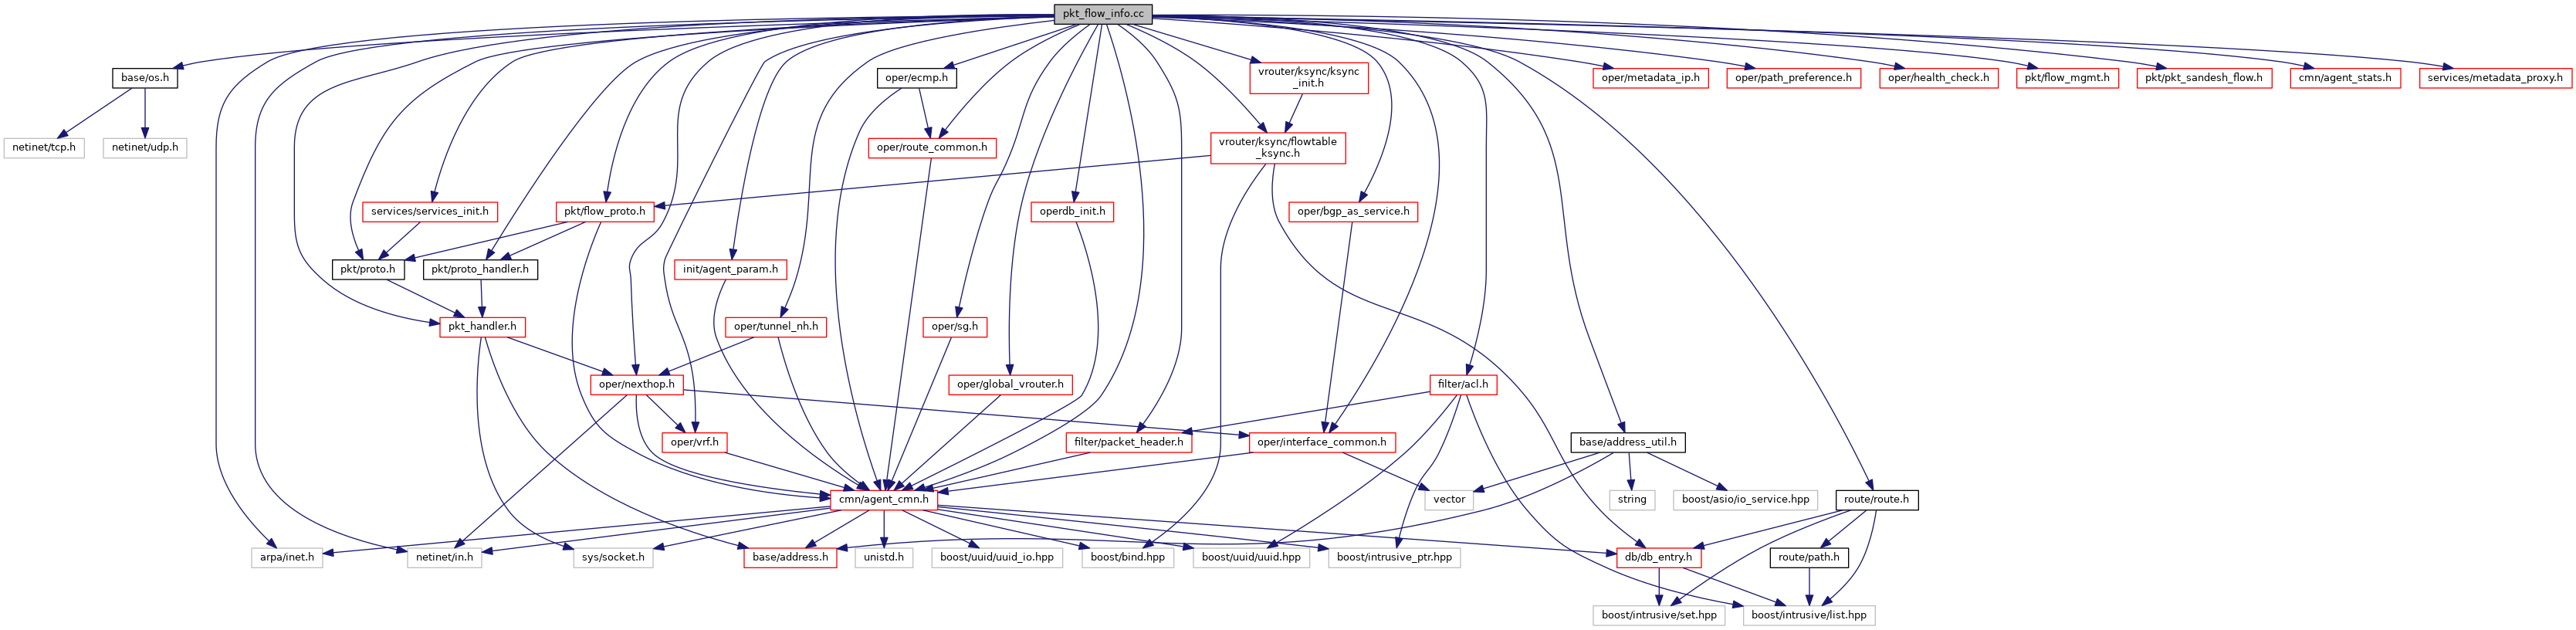 pkt_flow_info.cc
base/os.h
oper/ecmp.h
vrouter/ksync/ksync
_init.h
oper/metadata_ip.h
oper/path_preference.h
oper/health_check.h
pkt/flow_mgmt.h
pkt/pkt_sandesh_flow.h
cmn/agent_stats.h
services/metadata_proxy.h
netinet/tcp.h
netinet/udp.h
oper/route_common.h
vrouter/ksync/flowtable
_ksync.h
services/services_init.h
pkt/flow_proto.h
operdb_init.h
oper/bgp_as_service.h
pkt/proto.h
pkt/proto_handler.h
init/agent_param.h
pkt_handler.h
oper/tunnel_nh.h
oper/sg.h
oper/nexthop.h
oper/global_vrouter.h
filter/acl.h
oper/vrf.h
filter/packet_header.h
oper/interface_common.h
base/address_util.h
cmn/agent_cmn.h
vector
string
boost/asio/io_service.hpp
route/route.h
arpa/inet.h
netinet/in.h
sys/socket.h
base/address.h
unistd.h
boost/uuid/uuid_io.hpp
boost/bind.hpp
boost/uuid/uuid.hpp
boost/intrusive_ptr.hpp
db/db_entry.h
route/path.h
boost/intrusive/set.hpp
boost/intrusive/list.hpp